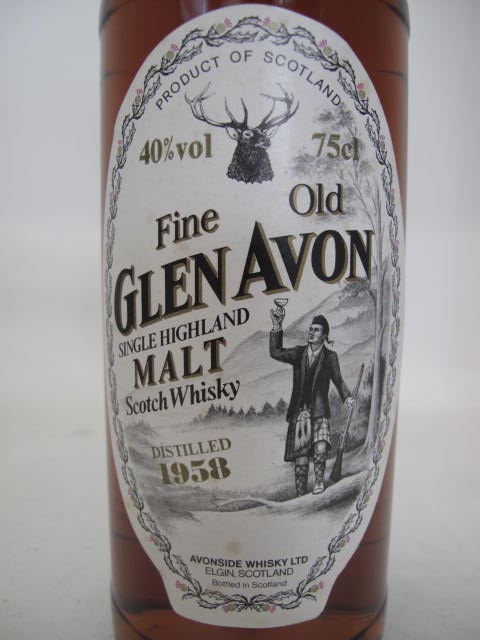 PRODUCT OF SCOTLAND
40%vol 75cl
Fine Old
GLEN AVON
SINGLE HIGHLAND
MALT
Scotch Whisky
DISTILLED
1958
AVONSIDE WHISKY LTD
ELGIN, SCOTLAND
Bottled in Scotland